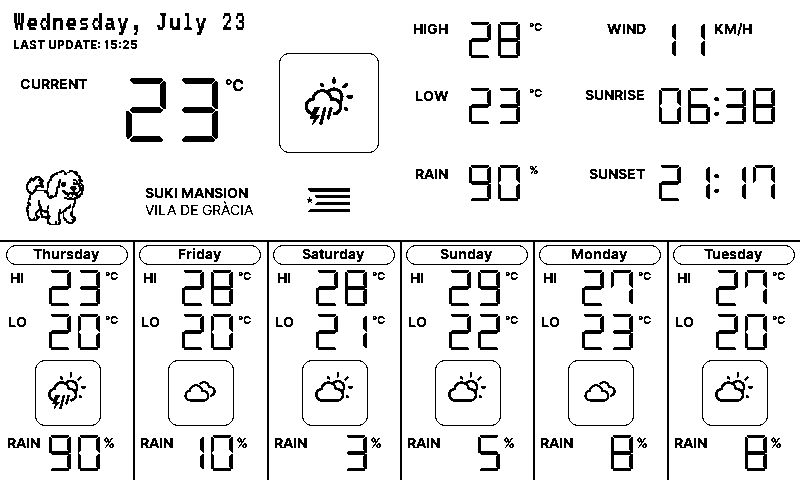 Wednesday, July 23
LAST UPDATE: 15:25
CURRENT 23 °C
SUKI MANSION
VILA DE GRÀCIA
HIGH 28 °C
LOW 23 °C
RAIN 90 %
WIND 11 KM/H
SUNRISE 06:38
SUNSET 21:17
Thursday
HI 23 °C
LO 20 °C
RAIN 90 %
Friday
HI 28 °C
LO 20 °C
RAIN 10 %
Saturday
HI 28 °C
LO 21 °C
RAIN 3 %
Sunday
HI 29 °C
LO 22 °C
RAIN 5 %
Monday
HI 27 °C
LO 23 °C
RAIN 8 %
Tuesday
HI 27 °C
LO 20 °C
RAIN 8 %